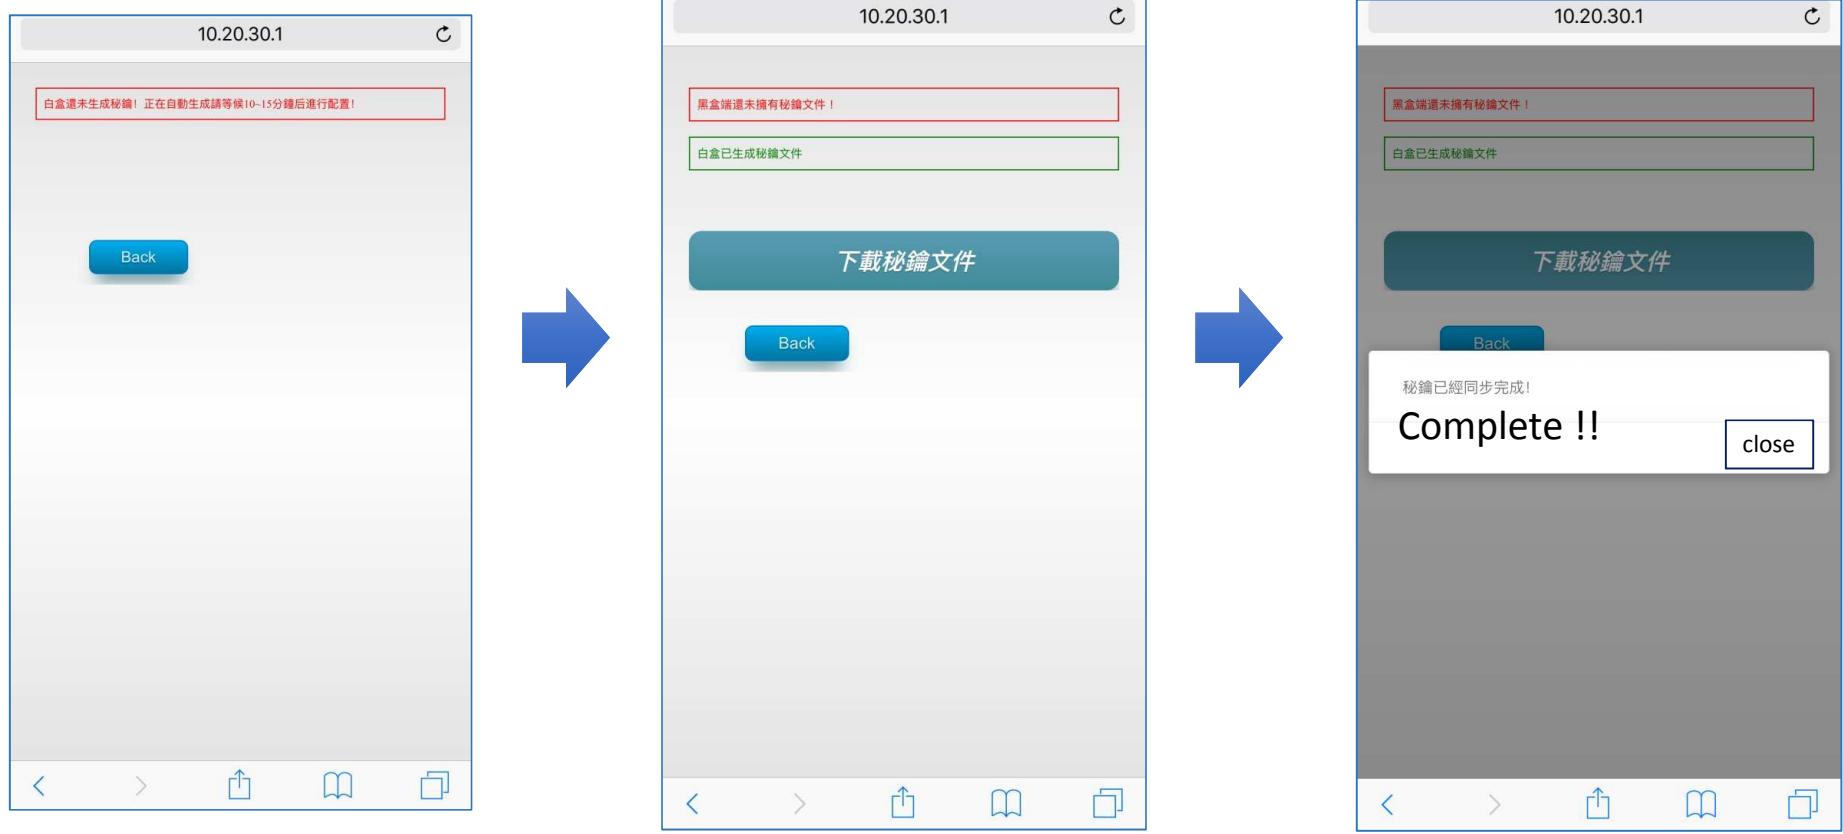 10.20.30.1
白盒還未生成秘鑰！正在自動生成請等候10~15分鐘后進行配置！
Back
10.20.30.1
黑盒端還未擁有秘鑰文件！
白盒已生成秘鑰文件
下載秘鑰文件
Back
10.20.30.1
黑盒端還未擁有秘鑰文件！
白盒已生成秘鑰文件
下載秘鑰文件
Back
秘鑰已經同步完成！
Complete !!
close